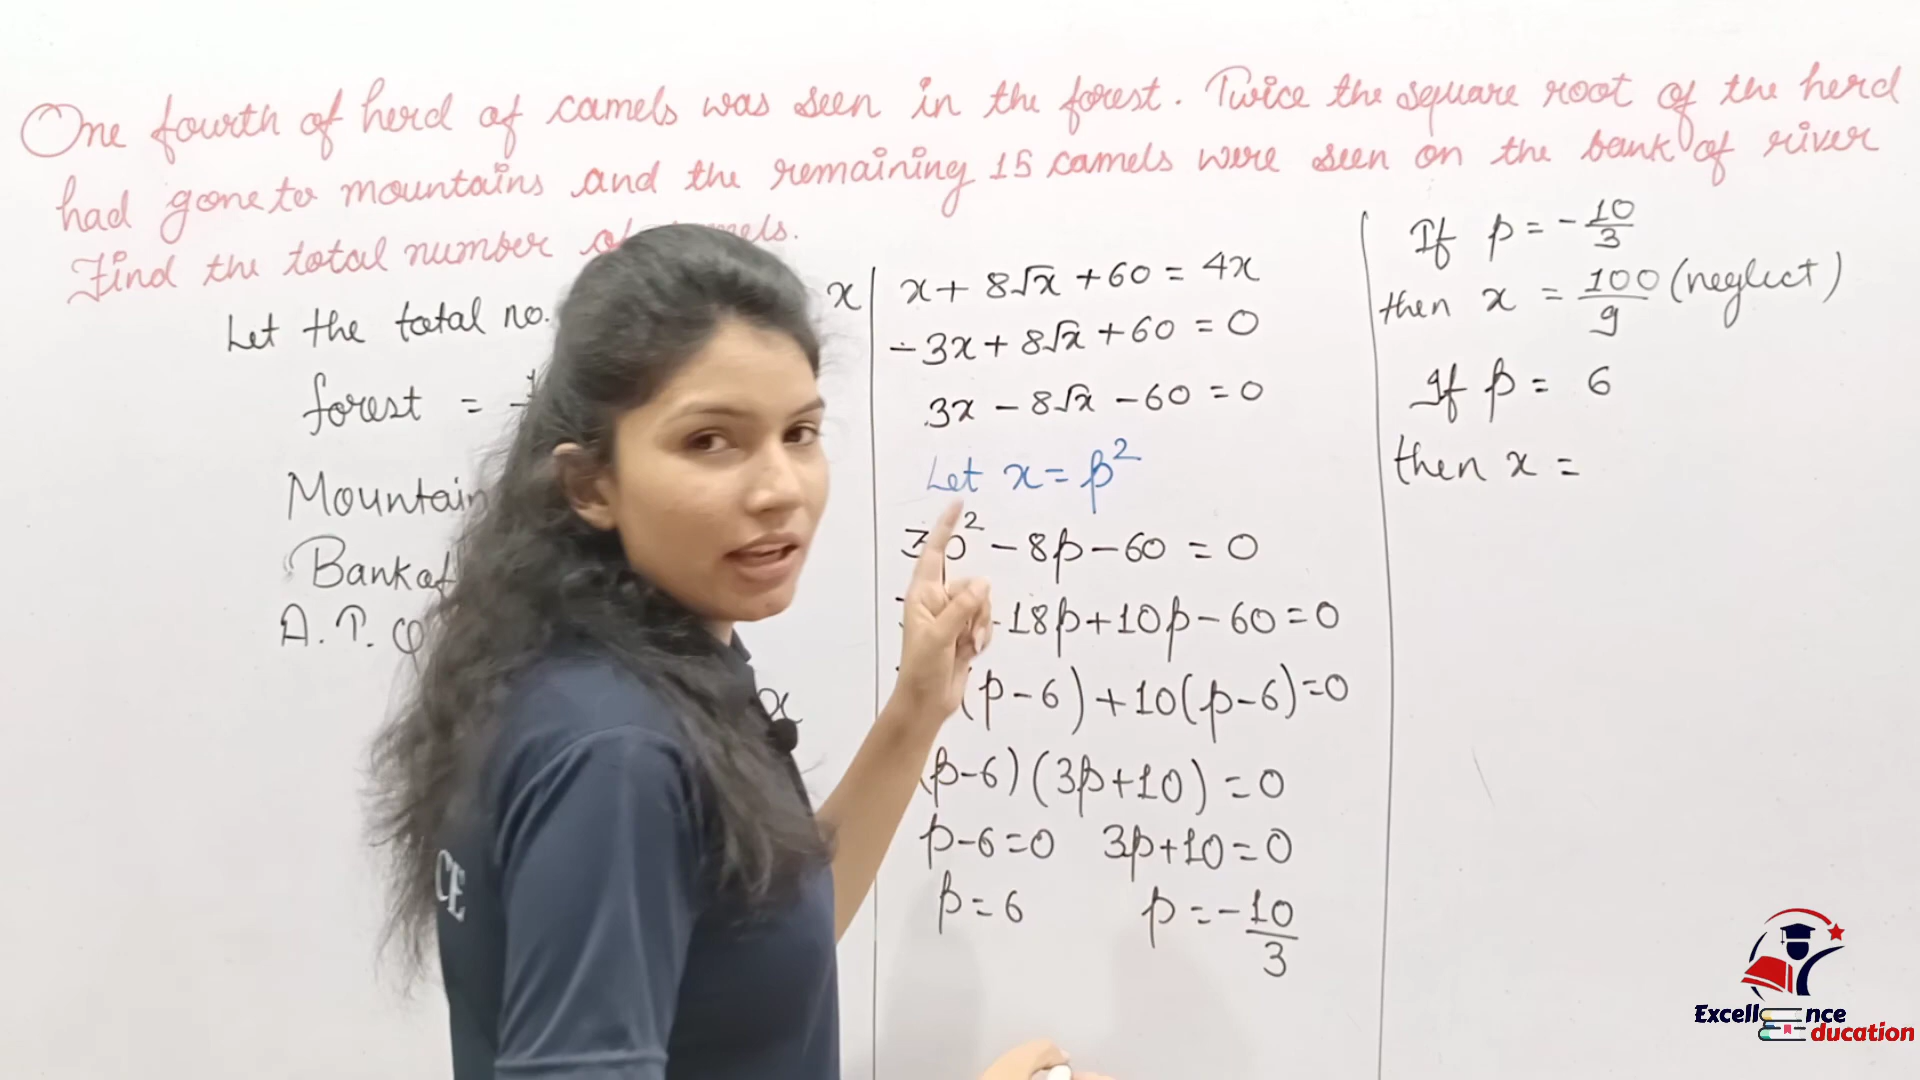 One fourth of herd of camels was seen in the forest. Twice the square root of the herd
had gone to mountains and the remaining 15 camels were seen on the bank of river
Find the total number
Let the total no. x
forest =
Mountain
Bank of
A.T.Q
x
x + 8√x + 60 = 4x
-3x + 8√x + 60 = 0
3x - 8√x - 60 = 0
Let x = p²
- 8p - 60 = 0
- 18p + 10p - 60 = 0
(p - 6) + 10(p - 6) = 0
(p - 6)(3p + 10) = 0
p - 6 = 0 3p + 10 = 0
p = 6 p = -10/3
If p = -10/3
then x = 100/9 (neglect)
If p = 6
then x =
CE
Excellence
Education